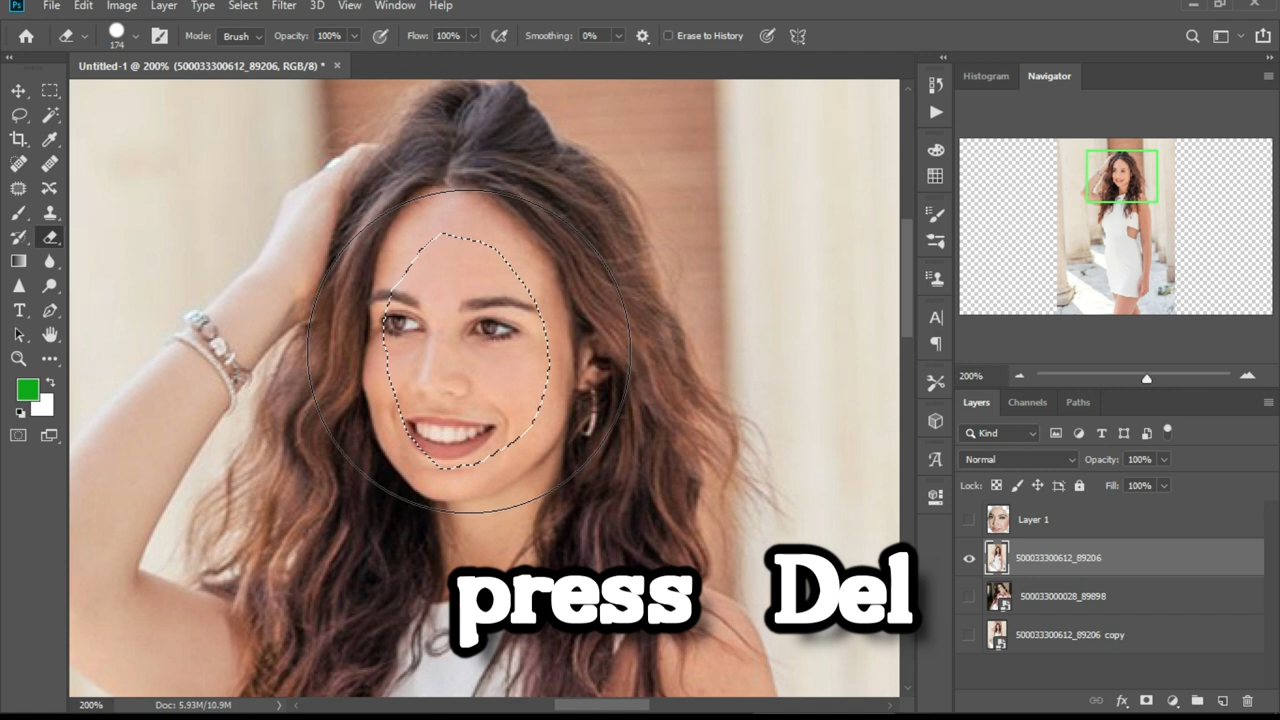 Ps File Edit Image Layer Type Select Filter 3D View Window Help
174 Mode: Brush Opacity: 100% Flow: 100% Smoothing: 0% Erase to History
Untitled-1 @ 200% (500033300612_89206, RGB/8) * ×
Histogram Navigator
200%
Layers Channels Paths
Kind
Normal Opacity: 100%
Lock: Fill: 100%
Layer 1
500033300612_89206
500033000028_89898
500033300612_89206 copy
press Del
200% Doc: 5.93M/10.9M